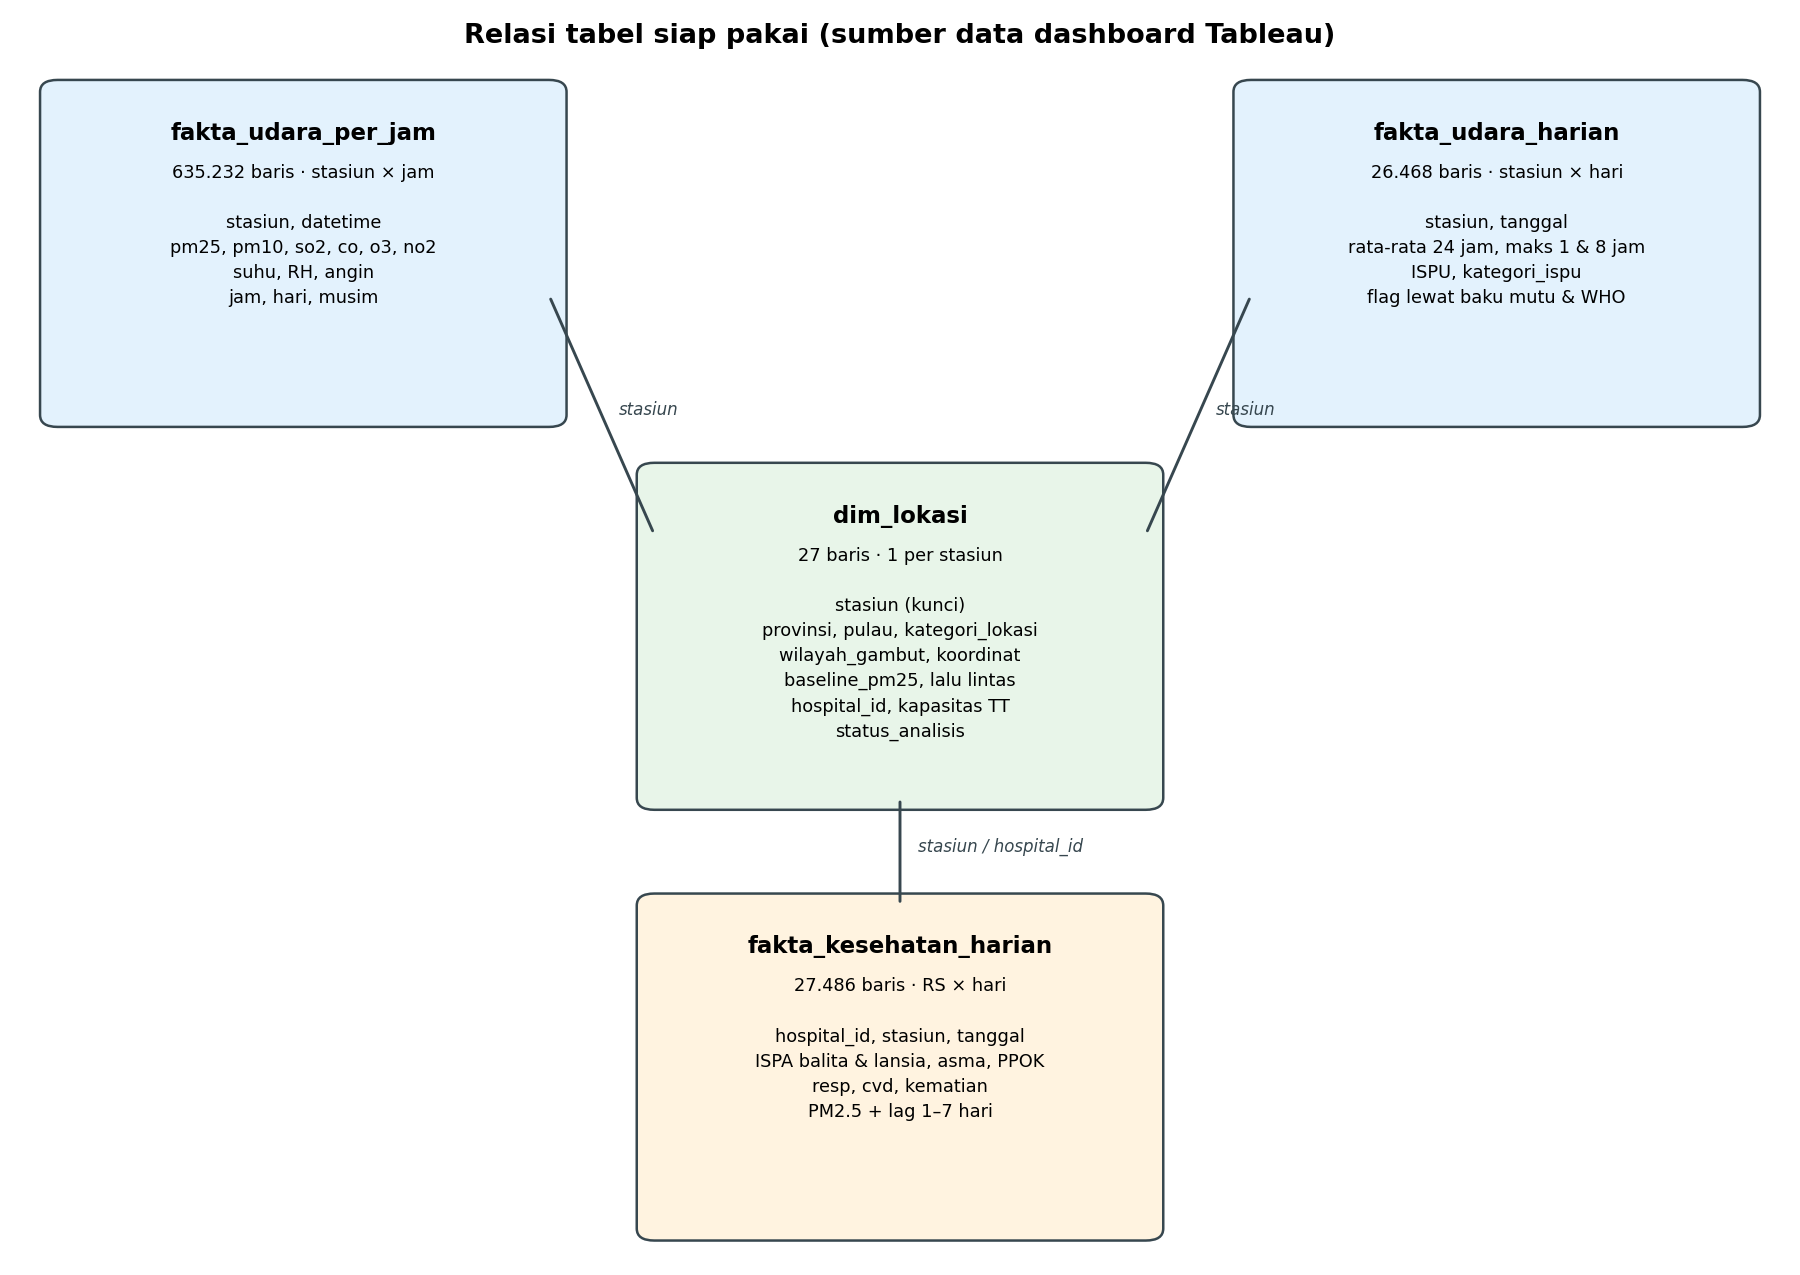 Relasi tabel siap pakai (sumber data dashboard Tableau)
fakta_udara_per_jam
635.232 baris · stasiun × jam
stasiun, datetime
pm25, pm10, so2, co, o3, no2
suhu, RH, angin
jam, hari, musim
fakta_udara_harian
26.468 baris · stasiun × hari
stasiun, tanggal
rata-rata 24 jam, maks 1 & 8 jam
ISPU, kategori_ispu
flag lewat baku mutu & WHO
stasiun
stasiun
dim_lokasi
27 baris · 1 per stasiun
stasiun (kunci)
provinsi, pulau, kategori_lokasi
wilayah_gambut, koordinat
baseline_pm25, lalu lintas
hospital_id, kapasitas TT
status_analisis
stasiun / hospital_id
fakta_kesehatan_harian
27.486 baris · RS × hari
hospital_id, stasiun, tanggal
ISPA balita & lansia, asma, PPOK
resp, cvd, kematian
PM2.5 + lag 1–7 hari